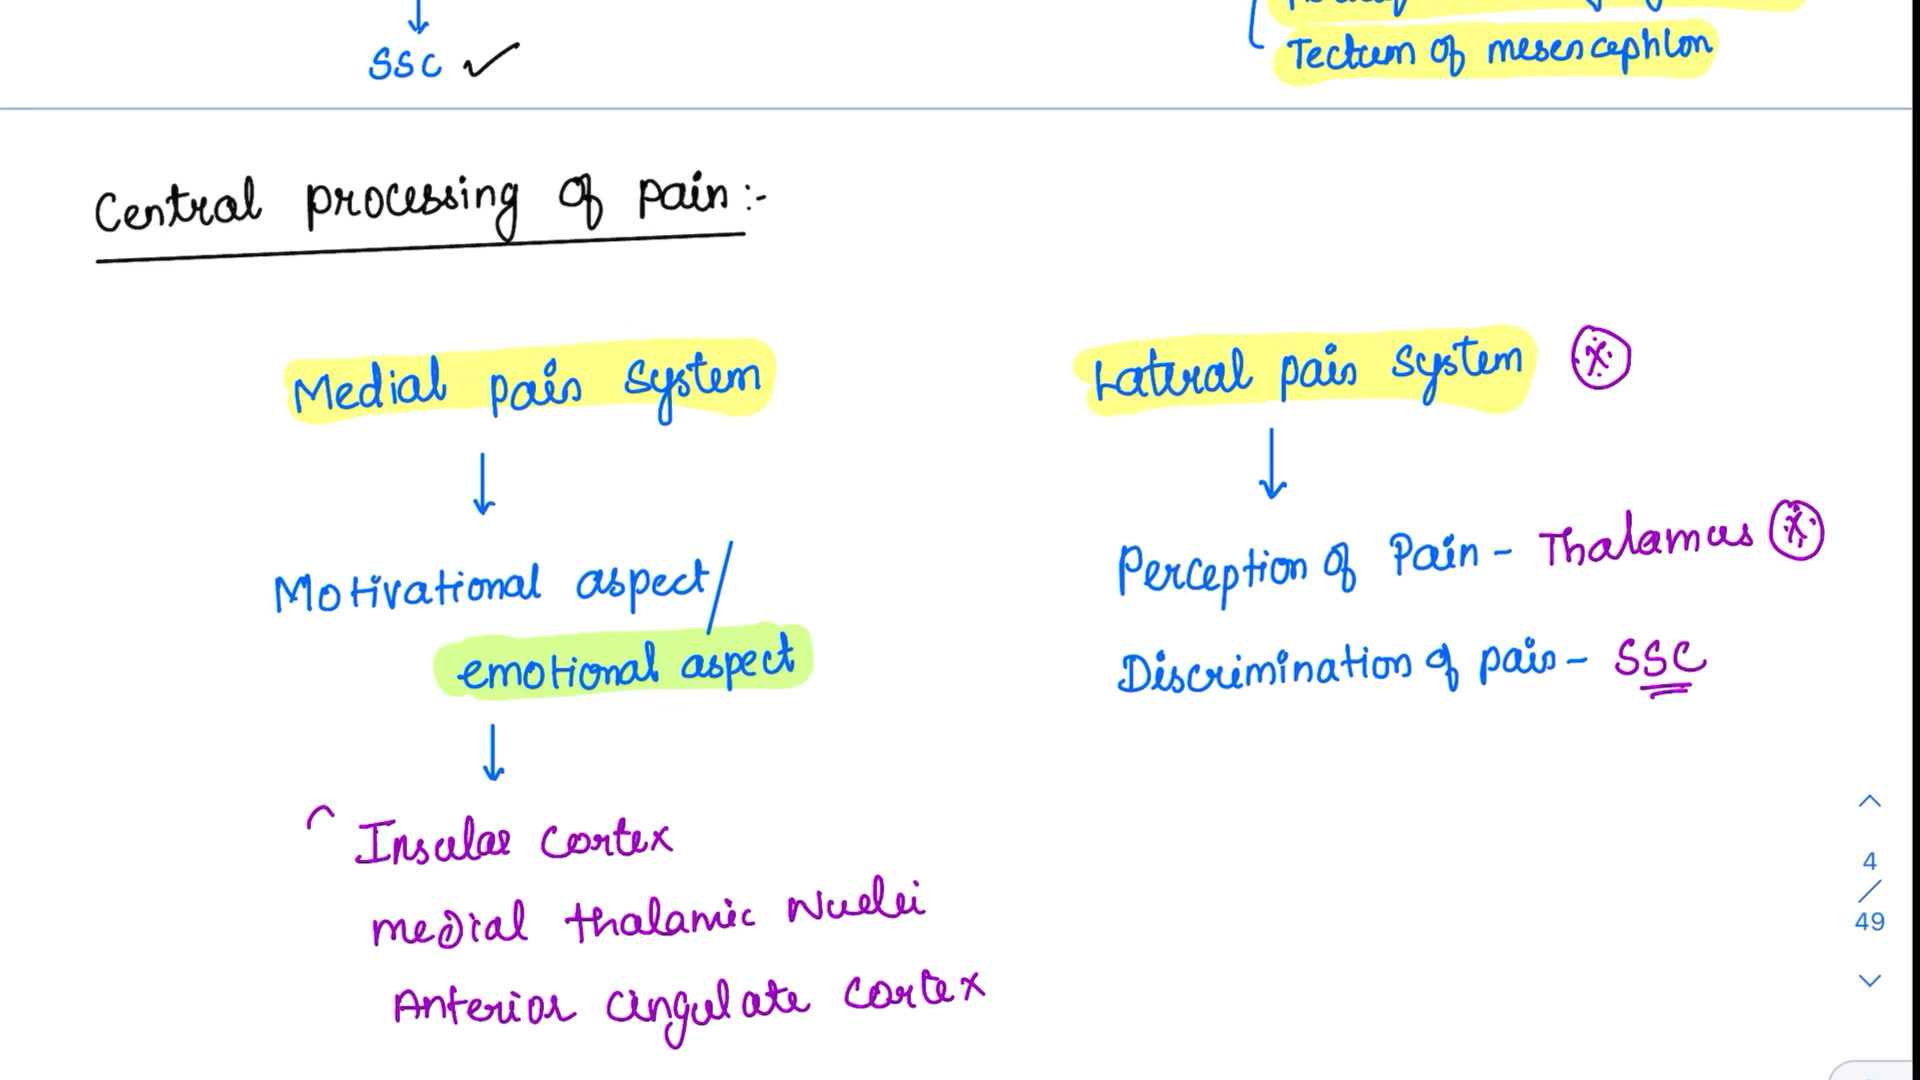 SSC ✓
Tectum of mesencephlon
Central processing of pain :-
Medial pain system
Lateral pain system
Motivational aspect/
emotional aspect
Perception of Pain - Thalamus
Discrimination of pain - SSC
Insular cortex
medial thalamic Nuclei
Anterior cingulate cortex
4
/
49